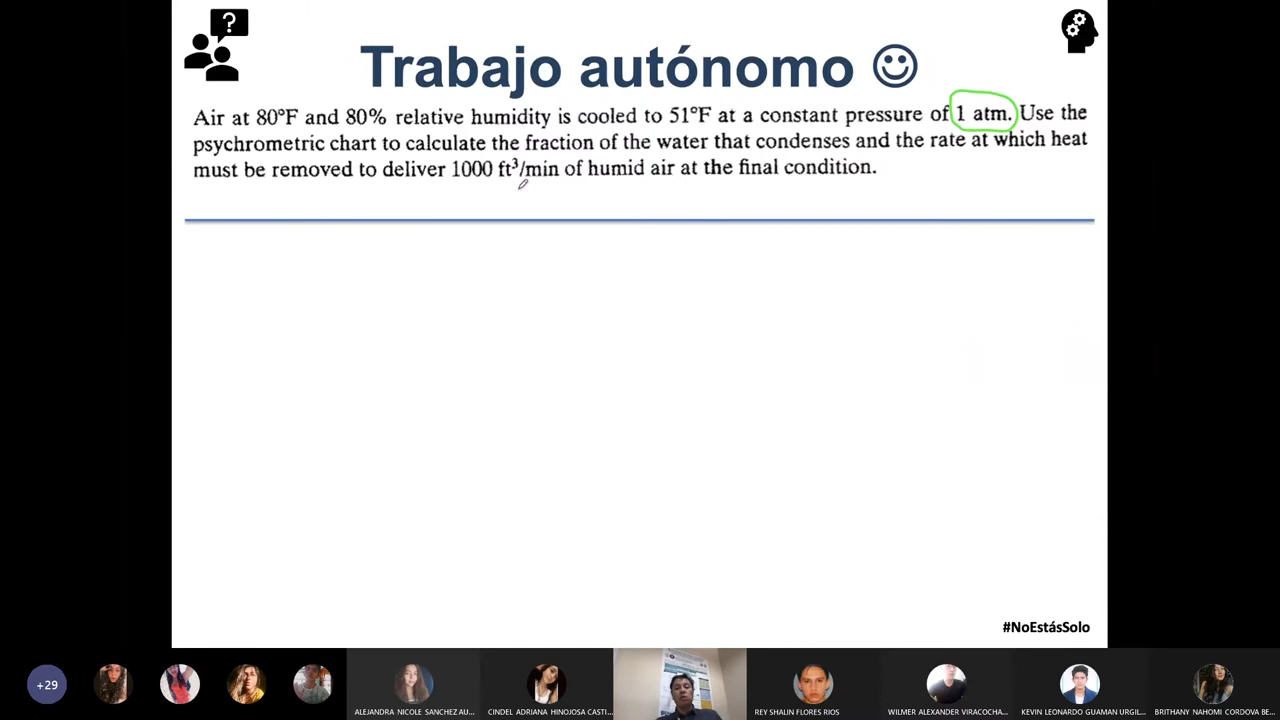 ?
Trabajo autónomo
Air at 80°F and 80% relative humidity is cooled to 51°F at a constant pressure of 1 atm. Use the
psychrometric chart to calculate the fraction of the water that condenses and the rate at which heat
must be removed to deliver 1000 ft³/min of humid air at the final condition.
#NoEstásSolo
+29
ALEJANDRA NICOLE SANCHEZ AU...
CINDEL ADRIANA HINOJOSA CASTI...
REY SHALIN FLORES RIOS
WILMER ALEXANDER VIRACOCHA...
KEVIN LEONARDO GUAMAN URGIL...
BRITHANY NAHOMI CORDOVA BE...